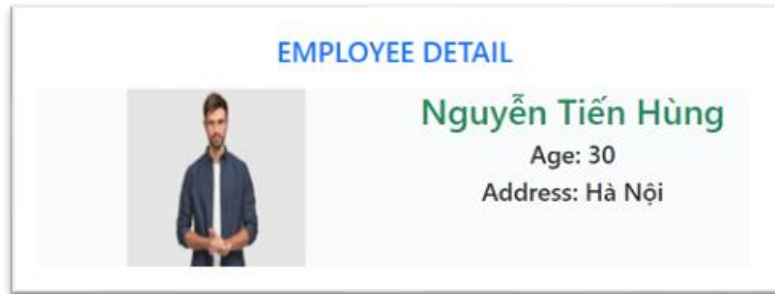 EMPLOYEE DETAIL
Nguyễn Tiến Hùng
Age: 30
Address: Hà Nội